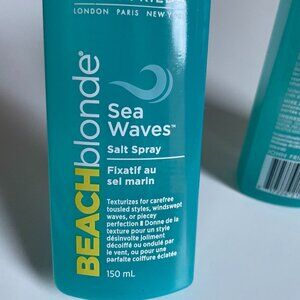 LONDON PARIS NEW YORK
BEACHblonde®
Sea
Waves™
Salt Spray
Fixatif au
sel marin
Texturizes for carefree
tousled styles, windswept
waves, or piecey
perfection || Donne de la
texture pour un style
désinvolte joliment
décoiffé ou ondulé par
le vent, ou pour une
parfaite coiffure éclatée
150 mL